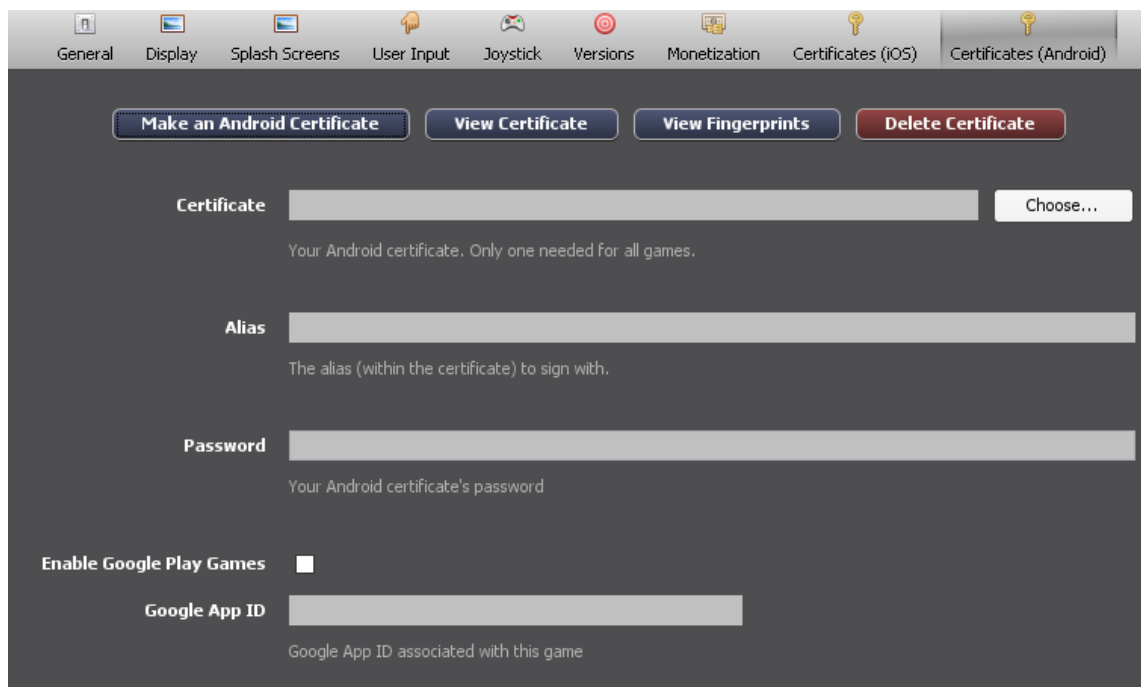 General Display Splash Screens User Input Joystick Versions Monetization Certificates (iOS) Certificates (Android)
Make an Android Certificate View Certificate View Fingerprints Delete Certificate
Certificate Choose...
Your Android certificate. Only one needed for all games.
Alias
The alias (within the certificate) to sign with.
Password
Your Android certificate's password
Enable Google Play Games
Google App ID
Google App ID associated with this game